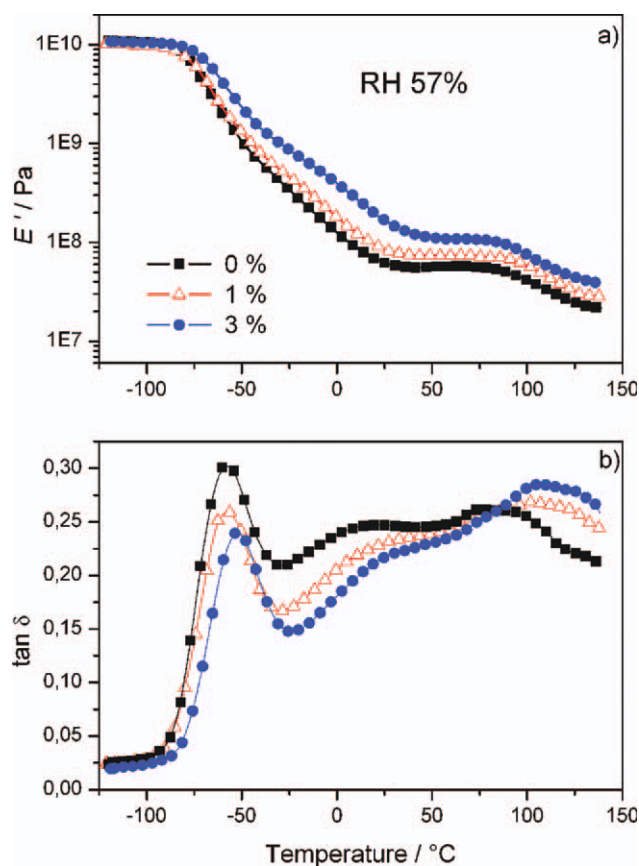 a)
RH 57%
1E10
1E9
1E8
1E7
E ' / Pa
0 %
1 %
3 %
-100 -50 0 50 100 150
b)
0,30
0,25
0,20
0,15
0,10
0,05
0,00
tan δ
-100 -50 0 50 100 150
Temperature / °C